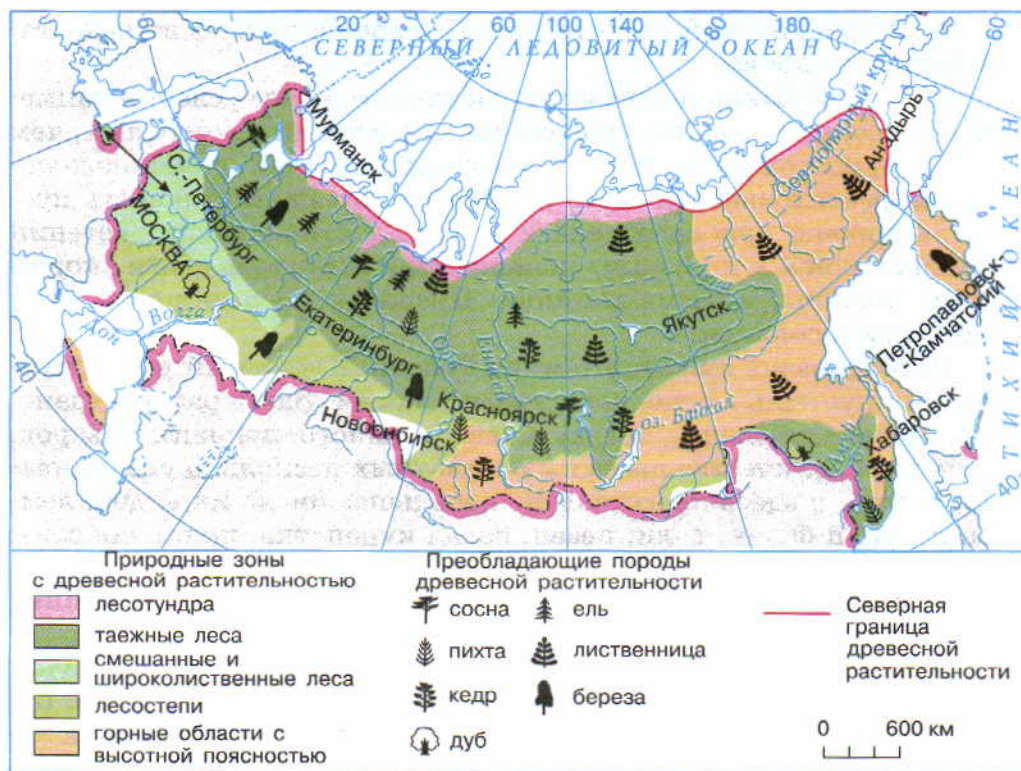 60
20
60
100
140
180
60
СЕВЕРНЫЙ ЛЕДОВИТЫЙ ОКЕАН
Северный полярный круг
Мурманск
Анадырь
С.-Петербург
МОСКВА
ТИХИЙ ОКЕАН
Екатеринбург
Якутск
Лена
Петропавловск-
-Камчатский
Дон
Волга
Обь
Енисей
40
Красноярск
Новосибирск
оз. Байкал
Амур
Хабаровск
40
Природные зоны
с древесной растительностью
лесотундра
таежные леса
смешанные и
широколиственные леса
лесостепи
горные области с
высотной поясностью
Преобладающие породы
древесной растительности
сосна
ель
пихта
лиственница
кедр
береза
дуб
Северная
граница
древесной
растительности
0 600 км